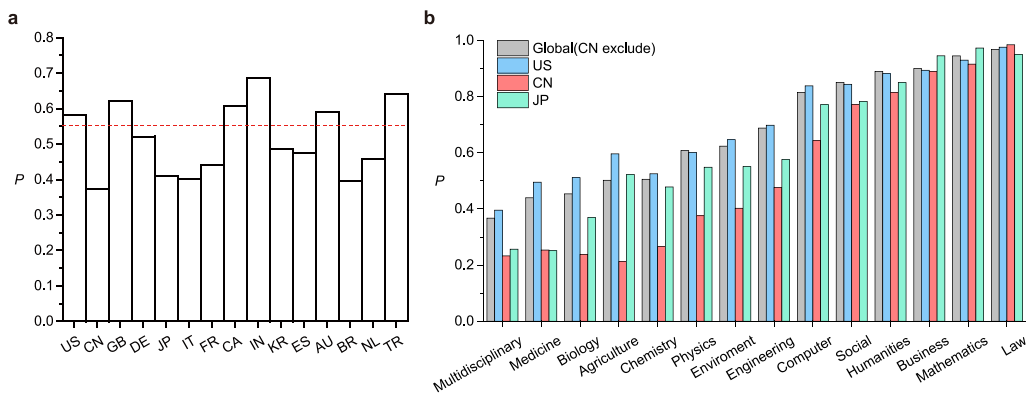 a
0.8
0.7
0.6
0.5
P
0.4
0.3
0.2
0.1
0.0
US CN GB DE JP IT FR CA IN KR ES AU BR NL TR
b
1.0
0.8
0.6
P
0.4
0.2
0.0
Global(CN exclude)
US
CN
JP
Multidisciplinary
Medicine
Biology
Agriculture
Chemistry
Physics
Enviroment
Engineering
Computer
Social
Humanities
Business
Mathematics
Law